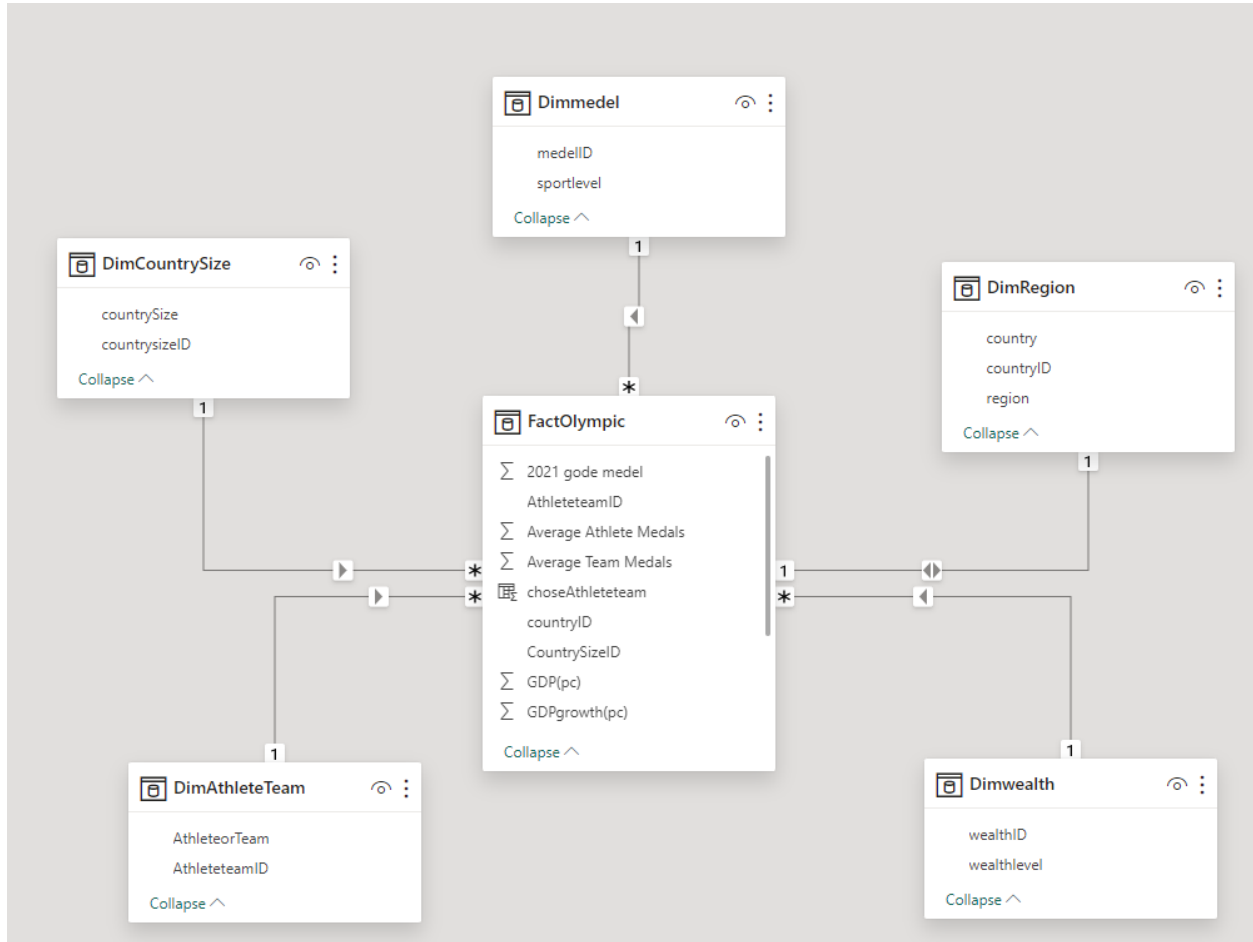 Dimmedel
medelID
sportlevel
Collapse
1
DimCountrySize
countrySize
countrysizeID
Collapse
1
DimRegion
country
countryID
region
Collapse
1
*
FactOlympic
2021 gode medel
AthleteteamID
Average Athlete Medals
Average Team Medals
choseAthleteteam
countryID
CountrySizeID
GDP(pc)
GDPgrowth(pc)
Collapse
*
*
1
*
1
DimAthleteTeam
AthleteorTeam
AthleteteamID
Collapse
1
Dimwealth
wealthID
wealthlevel
Collapse